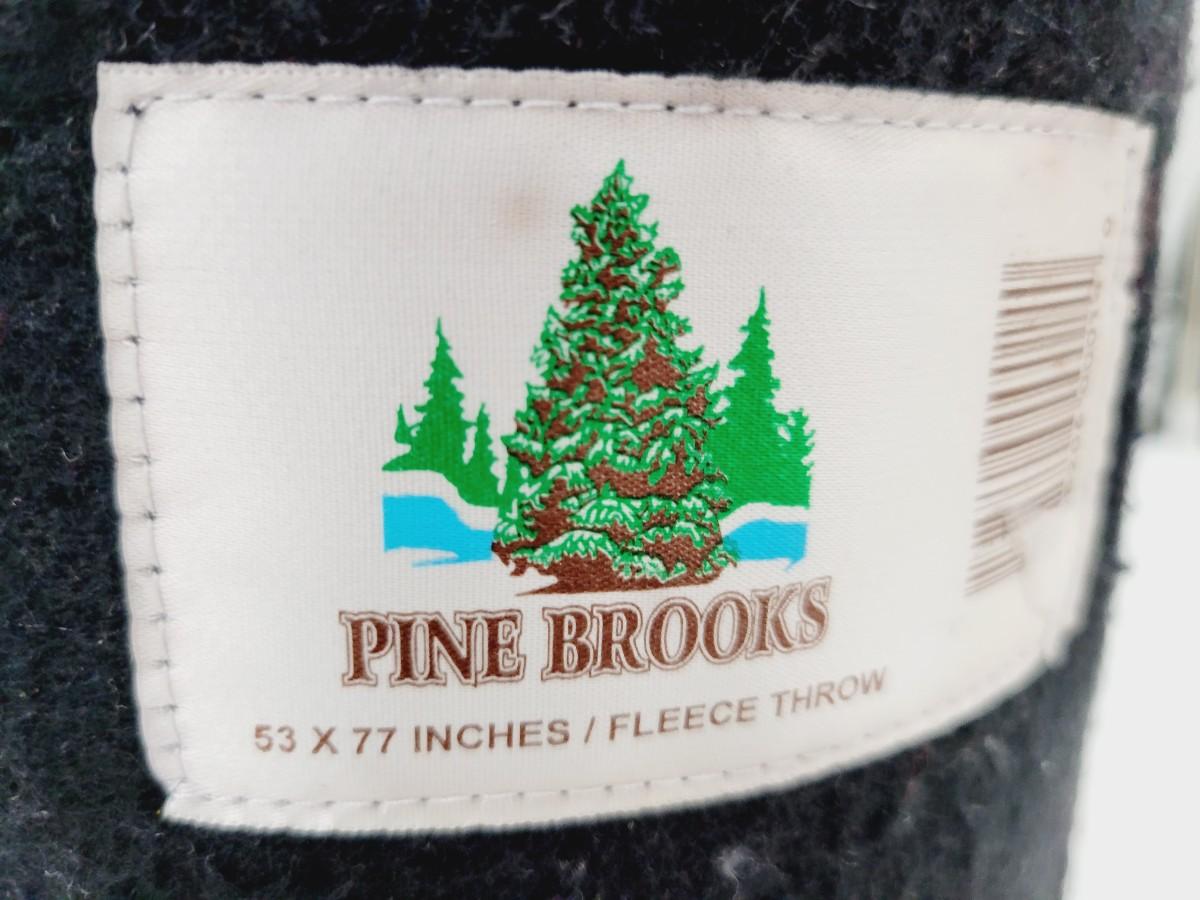 PINE BROOKS
53 X 77 INCHES / FLEECE THROW